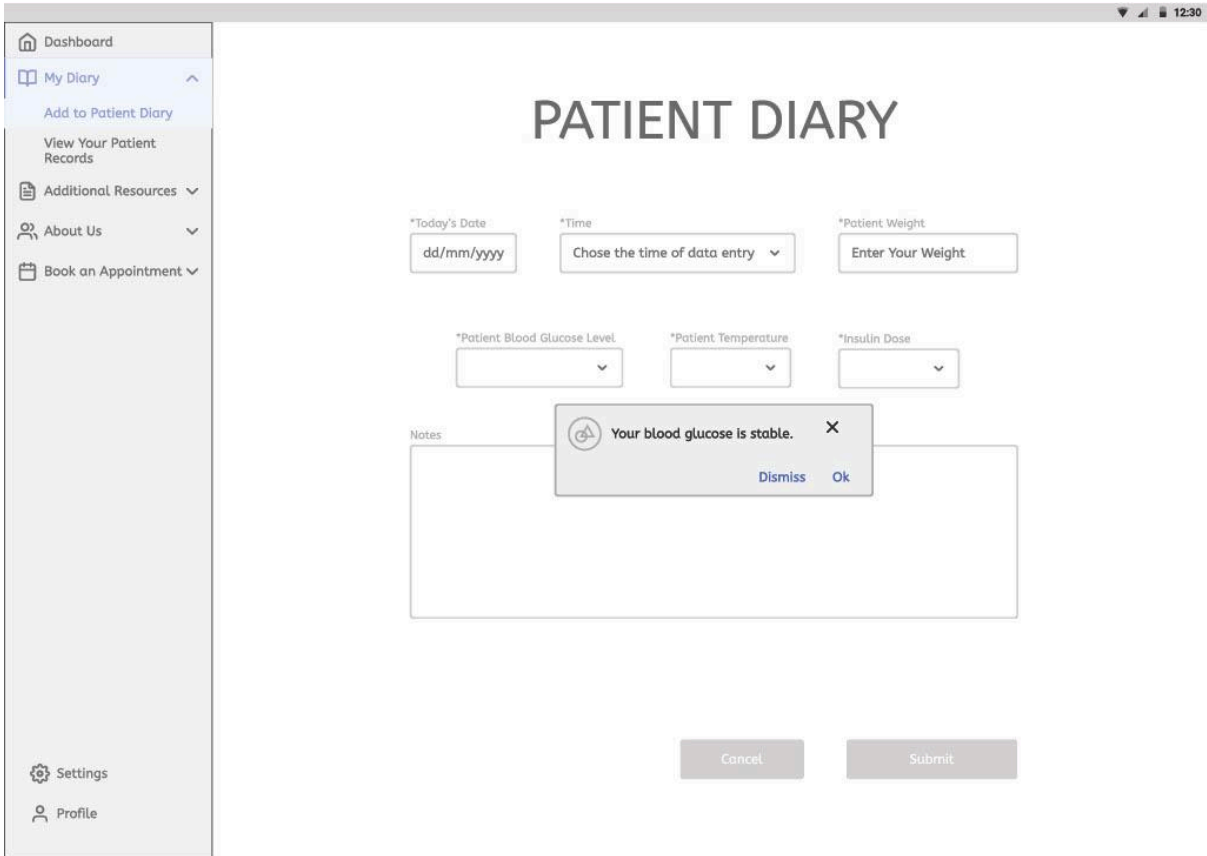 12:30
Dashboard
My Diary
Add to Patient Diary
View Your Patient
Records
Additional Resources
About Us
Book an Appointment
Settings
Profile
PATIENT DIARY
*Today's Date
*Time
*Patient Weight
dd/mm/yyyy
Chose the time of data entry
Enter Your Weight
*Patient Blood Glucose Level
*Patient Temperature
*Insulin Dose
Notes
Your blood glucose is stable.
Dismiss
Ok
Cancel
Submit